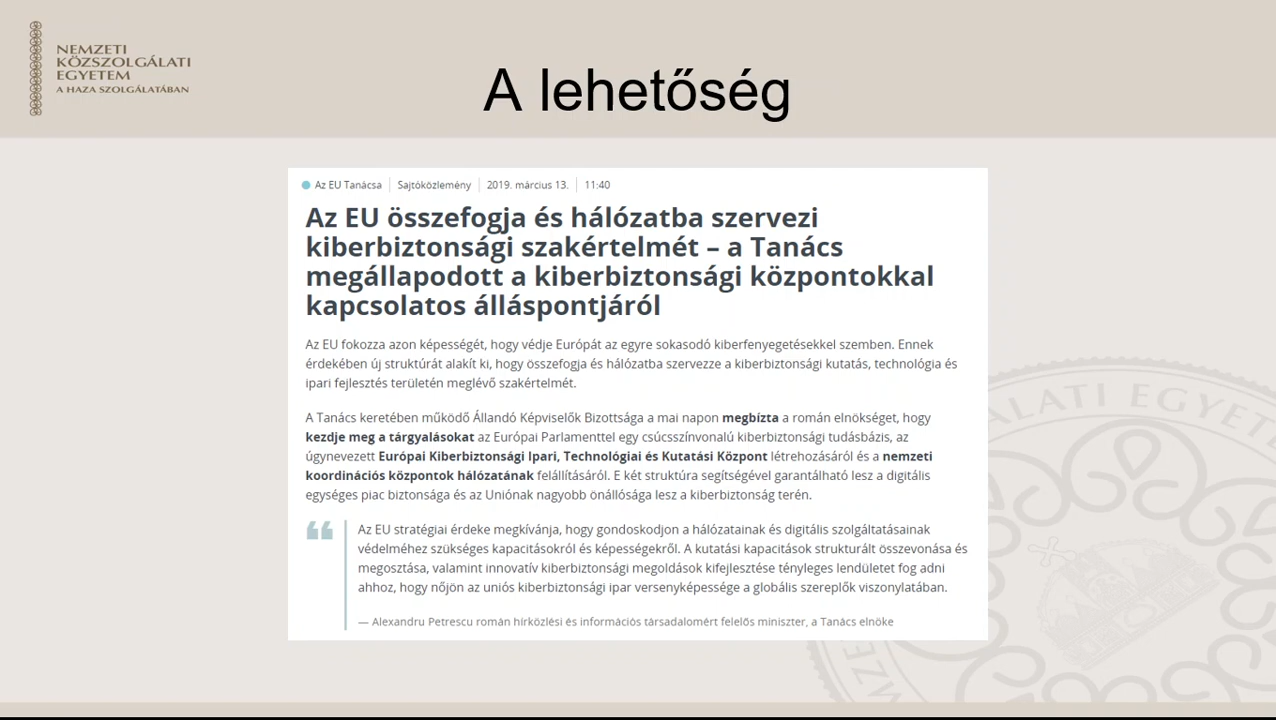 NEMZETI
KÖZSZOLGÁLATI
EGYETEM
A HAZA SZOLGÁLATÁBAN
A lehetőség
Az EU Tanácsa | Sajtóközlemény | 2019. március 13. | 11:40
Az EU összefogja és hálózatba szervezi
kiberbiztonsági szakértelmét – a Tanács
megállapodott a kiberbiztonsági központokkal
kapcsolatos álláspontjáról
Az EU fokozza azon képességét, hogy védje Európát az egyre sokasodó kiberfenyegetésekkel szemben. Ennek
érdekében új struktúrát alakít ki, hogy összefogja és hálózatba szervezze a kiberbiztonsági kutatás, technológia és
ipari fejlesztés területén meglévő szakértelmét.
A Tanács keretében működő Állandó Képviselők Bizottsága a mai napon megbízta a román elnökséget, hogy
kezdje meg a tárgyalásokat az Európai Parlamenttel egy csúcsszínvonalú kiberbiztonsági tudásbázis, az
úgynevezett Európai Kiberbiztonsági Ipari, Technológiai és Kutatási Központ létrehozásáról és a nemzeti
koordinációs központok hálózatának felállításáról. E két struktúra segítségével garantálható lesz a digitális
egységes piac biztonsága és az Uniónak nagyobb önállósága lesz a kiberbiztonság terén.
Az EU stratégiai érdeke megkívánja, hogy gondoskodjon a hálózatainak és digitális szolgáltatásainak
védelméhez szükséges kapacitásokról és képességekről. A kutatási kapacitások strukturált összevonása és
megosztása, valamint innovatív kiberbiztonsági megoldások kifejlesztése tényleges lendületet fog adni
ahhoz, hogy nőjön az uniós kiberbiztonsági ipar versenyképessége a globális szereplők viszonylatában.
— Alexandru Petrescu román hírközlési és információs társadalomért felelős miniszter, a Tanács elnöke